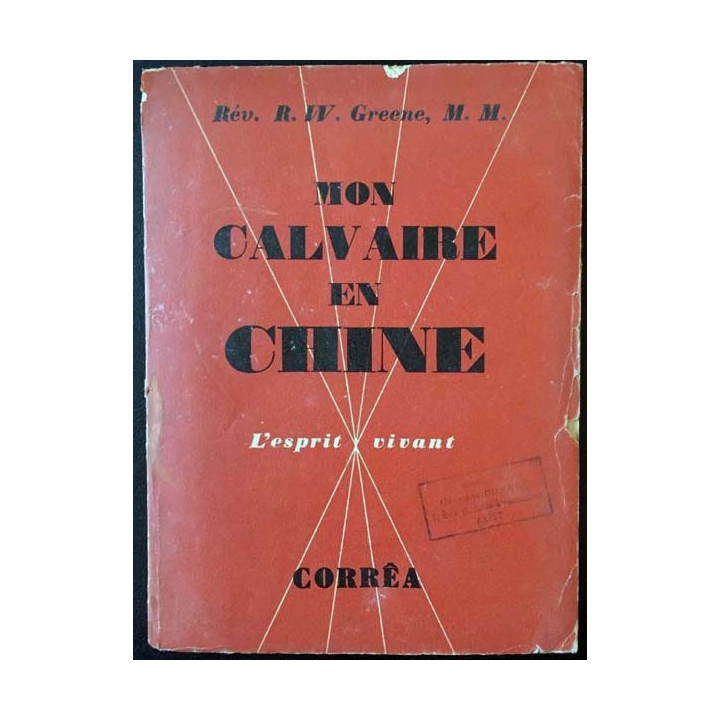 Rév. R. W. Greene, M. M.
MON
CALVAIRE
EN
CHINE
L'esprit vivant
CORRÊA